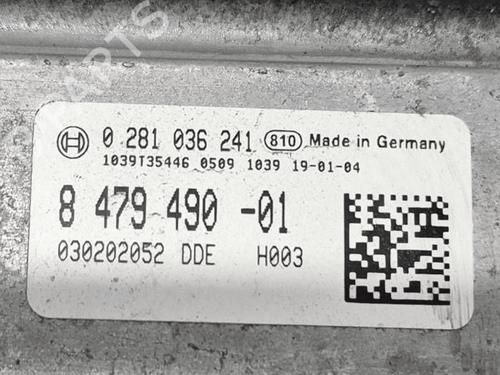 0 281 036 241 810 Made in Germany
1039T35446 0509 1039 19-01-04
8 479 490 -01
030202052 DDE H003